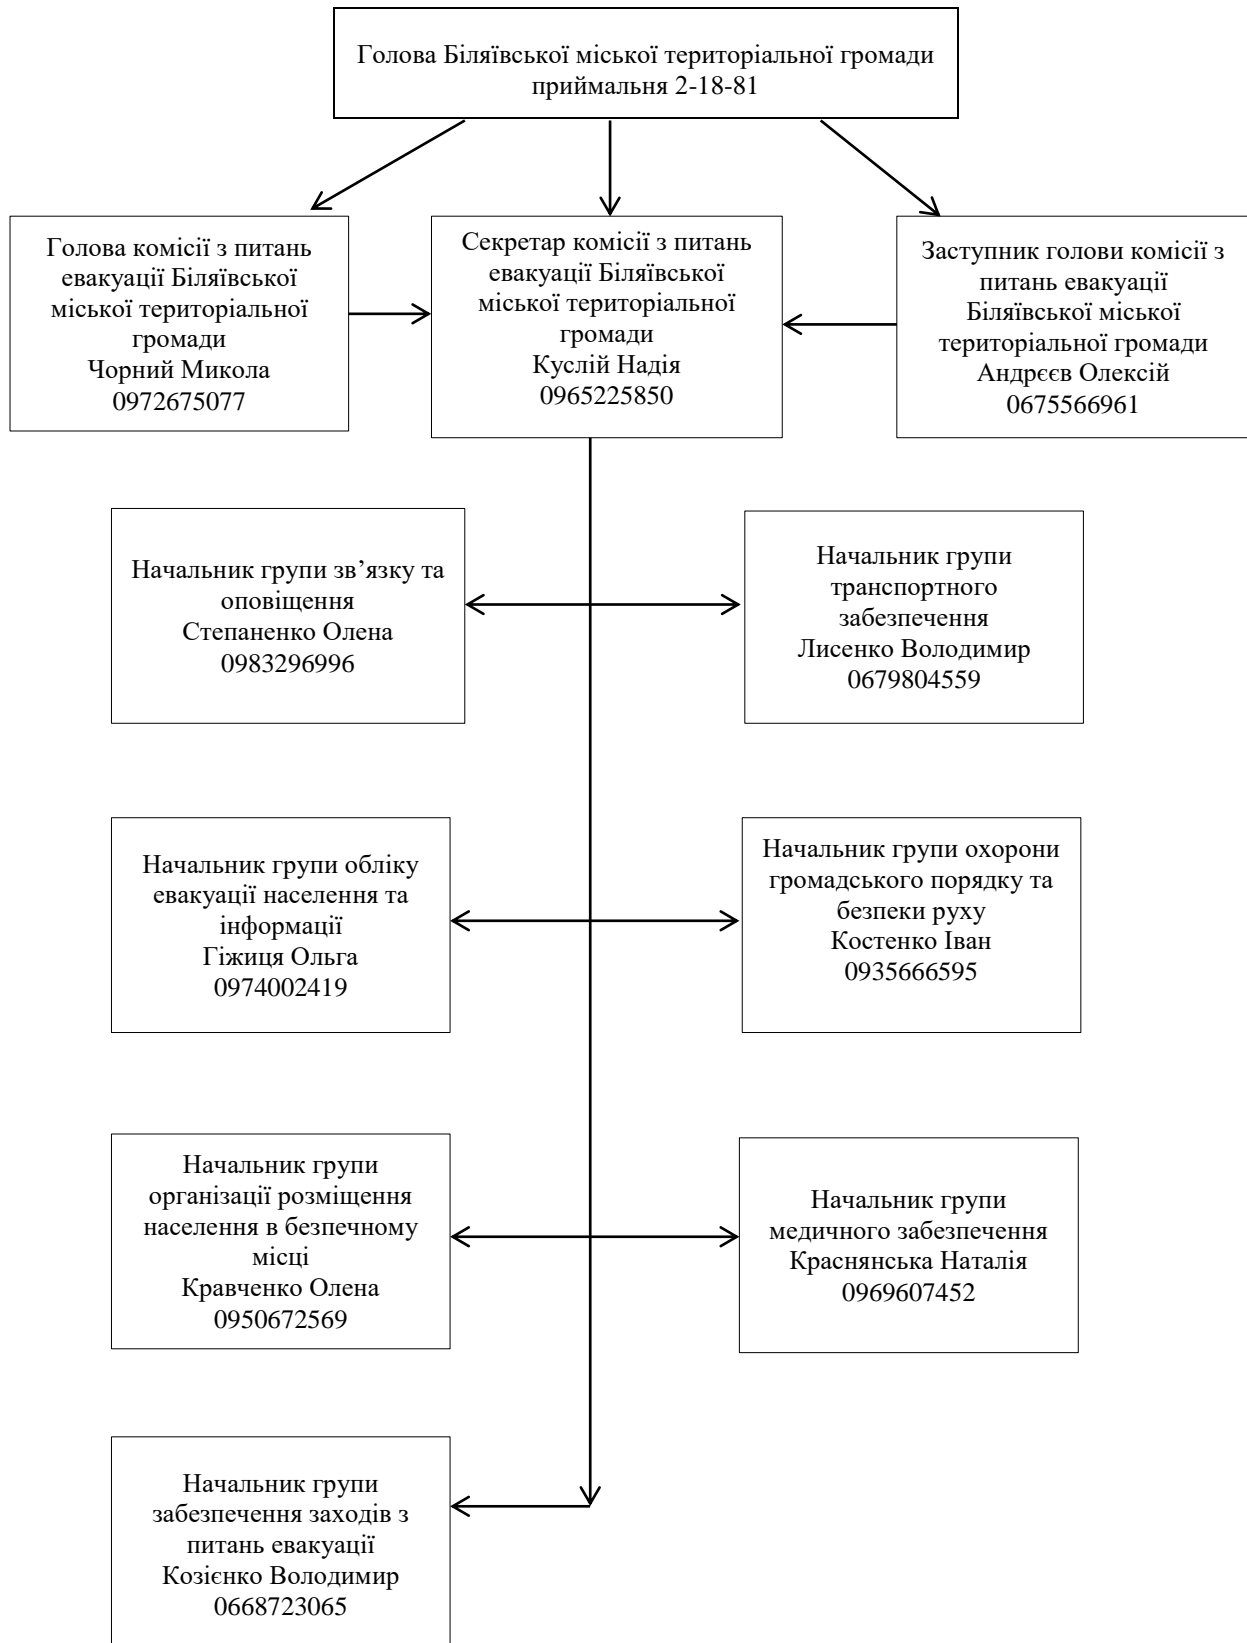 Голова Біляївської міської територіальної громади
приймальня 2-18-81
Голова комісії з питань
евакуації Біляївської
міської територіальної
громади
Чорний Микола
0972675077
Секретар комісії з питань
евакуації Біляївської
міської територіальної
громади
Куслій Надія
0965225850
Заступник голови комісії з
питань евакуації
Біляївської міської
територіальної громади
Андрєєв Олексій
0675566961
Начальник групи зв’язку та
оповіщення
Степаненко Олена
0983296996
Начальник групи
транспортного
забезпечення
Лисенко Володимир
0679804559
Начальник групи обліку
евакуації населення та
інформації
Гіжиця Ольга
0974002419
Начальник групи охорони
громадського порядку та
безпеки руху
Костенко Іван
0935666595
Начальник групи
організації розміщення
населення в безпечному
місці
Кравченко Олена
0950672569
Начальник групи
медичного забезпечення
Краснянська Наталія
0969607452
Начальник групи
забезпечення заходів з
питань евакуації
Козієнко Володимир
0668723065